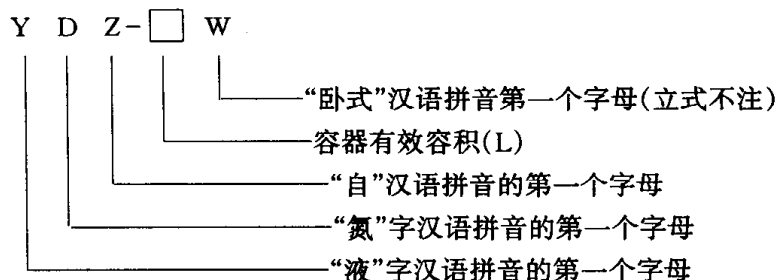 Y D Z-□ W
“卧式”汉语拼音第一个字母(立式不注)
容器有效容积(L)
“自”汉语拼音的第一个字母
“氮”字汉语拼音的第一个字母
“液”字汉语拼音的第一个字母